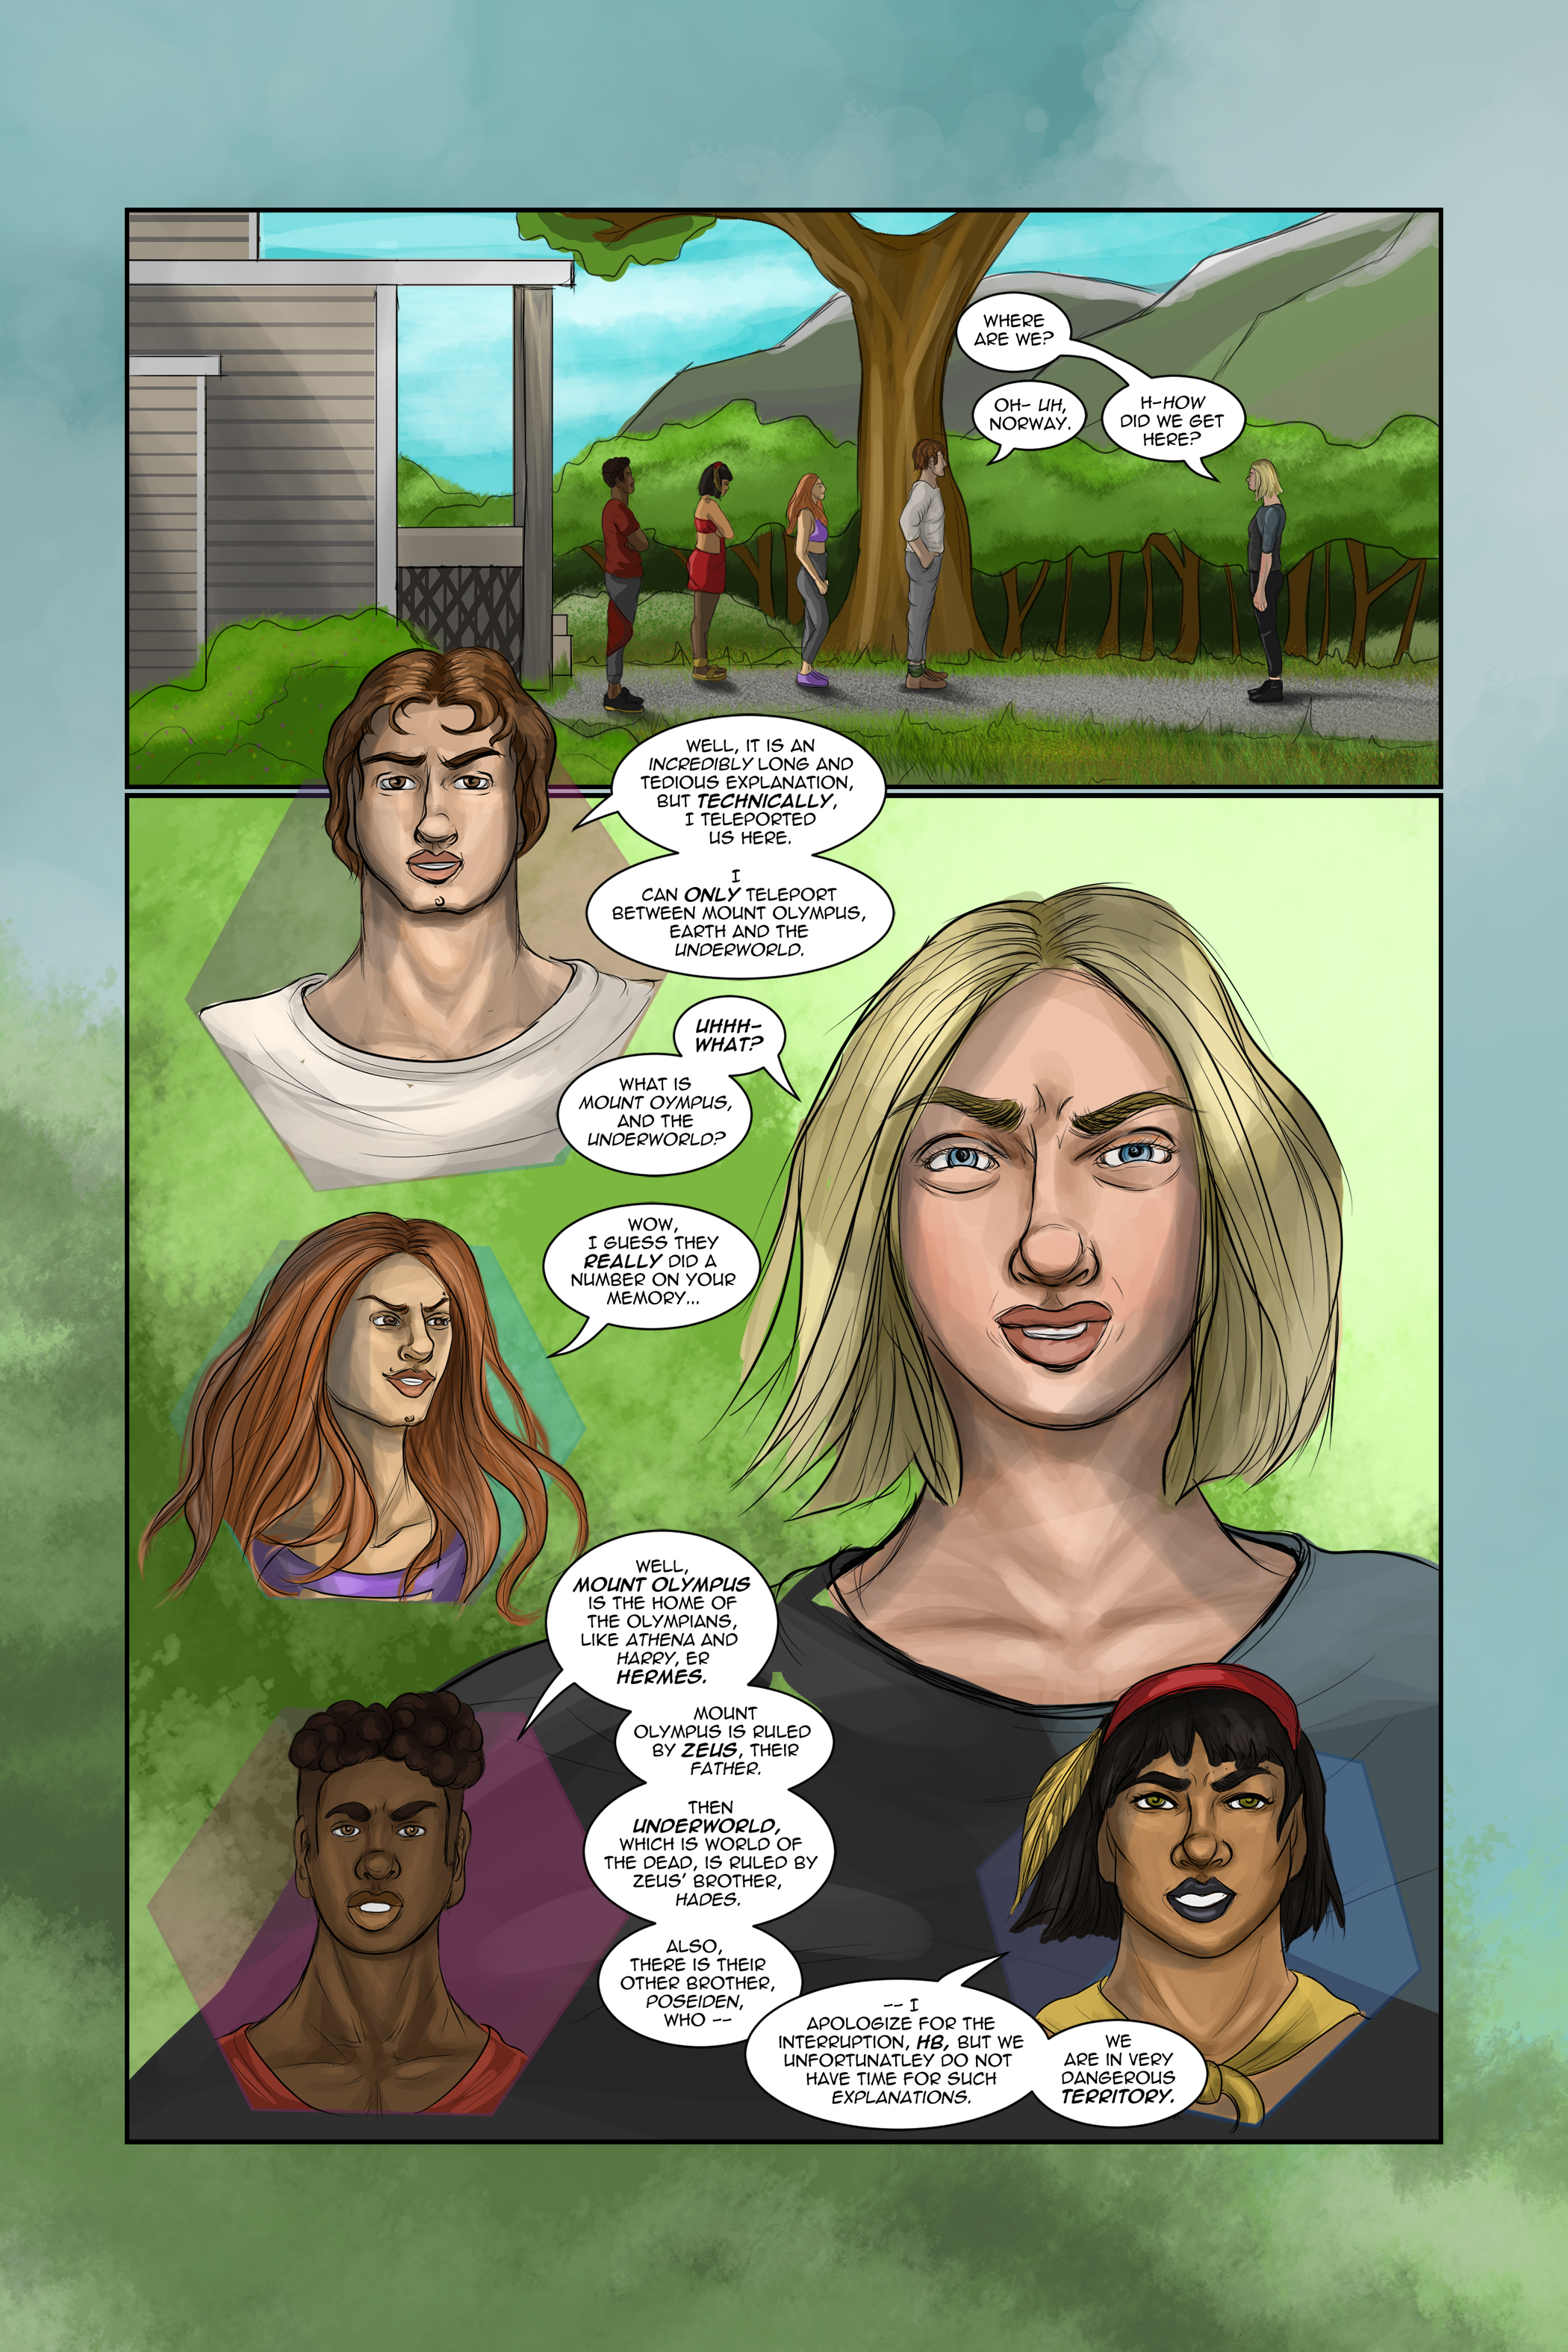 WHERE
ARE WE?
OH- UH,
NORWAY.
H-HOW
DID WE GET
HERE?
WELL, IT IS AN
INCREDIBLY LONG AND
TEDIOUS EXPLANATION,
BUT TECHNICALLY,
I TELEPORTED
US HERE.
I
CAN ONLY TELEPORT
BETWEEN MOUNT OLYMPUS,
EARTH AND THE
UNDERWORLD.
UHHH-
WHAT?
WHAT IS
MOUNT OYMPUS,
AND THE
UNDERWORLD?
WOW,
I GUESS THEY
REALLY DID A
NUMBER ON YOUR
MEMORY...
WELL,
MOUNT OLYMPUS
IS THE HOME OF
THE OLYMPIANS,
LIKE ATHENA AND
HARRY, ER
HERMES.
MOUNT
OLYMPUS IS RULED
BY ZEUS, THEIR
FATHER.
THEN
UNDERWORLD,
WHICH IS WORLD OF
THE DEAD, IS RULED BY
ZEUS' BROTHER,
HADES.
ALSO,
THERE IS THEIR
OTHER BROTHER,
POSEIDEN,
WHO --
-- I
APOLOGIZE FOR THE
INTERRUPTION, HB, BUT WE
UNFORTUNATLEY DO NOT
HAVE TIME FOR SUCH
EXPLANATIONS.
WE
ARE IN VERY
DANGEROUS
TERRITORY.